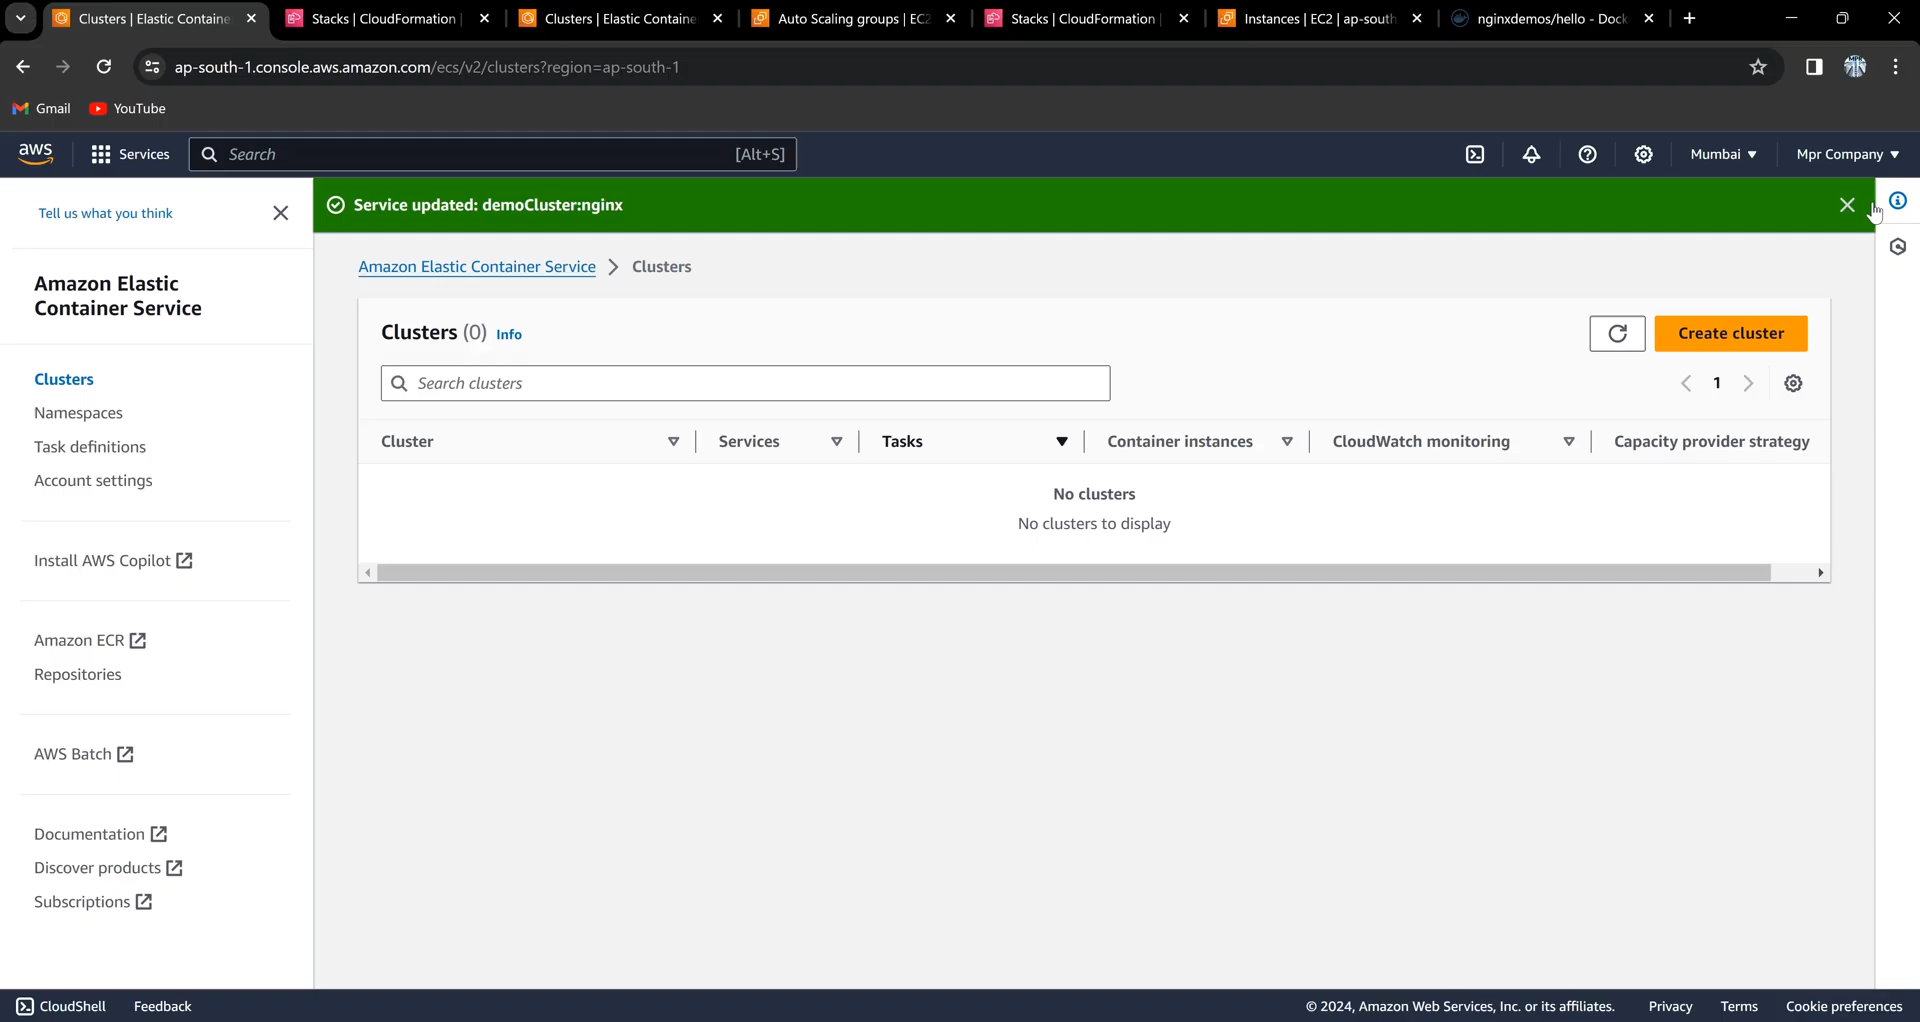 Clusters | Elastic Containe
Stacks | CloudFormation
Clusters | Elastic Containe
Auto Scaling groups | EC2
Stacks | CloudFormation
Instances | EC2 | ap-south
nginxdemos/hello - Dock
ap-south-1.console.aws.amazon.com/ecs/v2/clusters?region=ap-south-1
Gmail
YouTube
aws
Services
Search
[Alt+S]
Mumbai
Mpr Company
Tell us what you think
Service updated: demoCluster:nginx
Amazon Elastic Container Service
Clusters
Amazon Elastic
Container Service
Clusters (0) Info
Create cluster
Search clusters
1
Clusters
Namespaces
Task definitions
Account settings
Cluster
Services
Tasks
Container instances
CloudWatch monitoring
Capacity provider strategy
No clusters
No clusters to display
Install AWS Copilot
Amazon ECR
Repositories
AWS Batch
Documentation
Discover products
Subscriptions
CloudShell
Feedback
© 2024, Amazon Web Services, Inc. or its affiliates.
Privacy
Terms
Cookie preferences